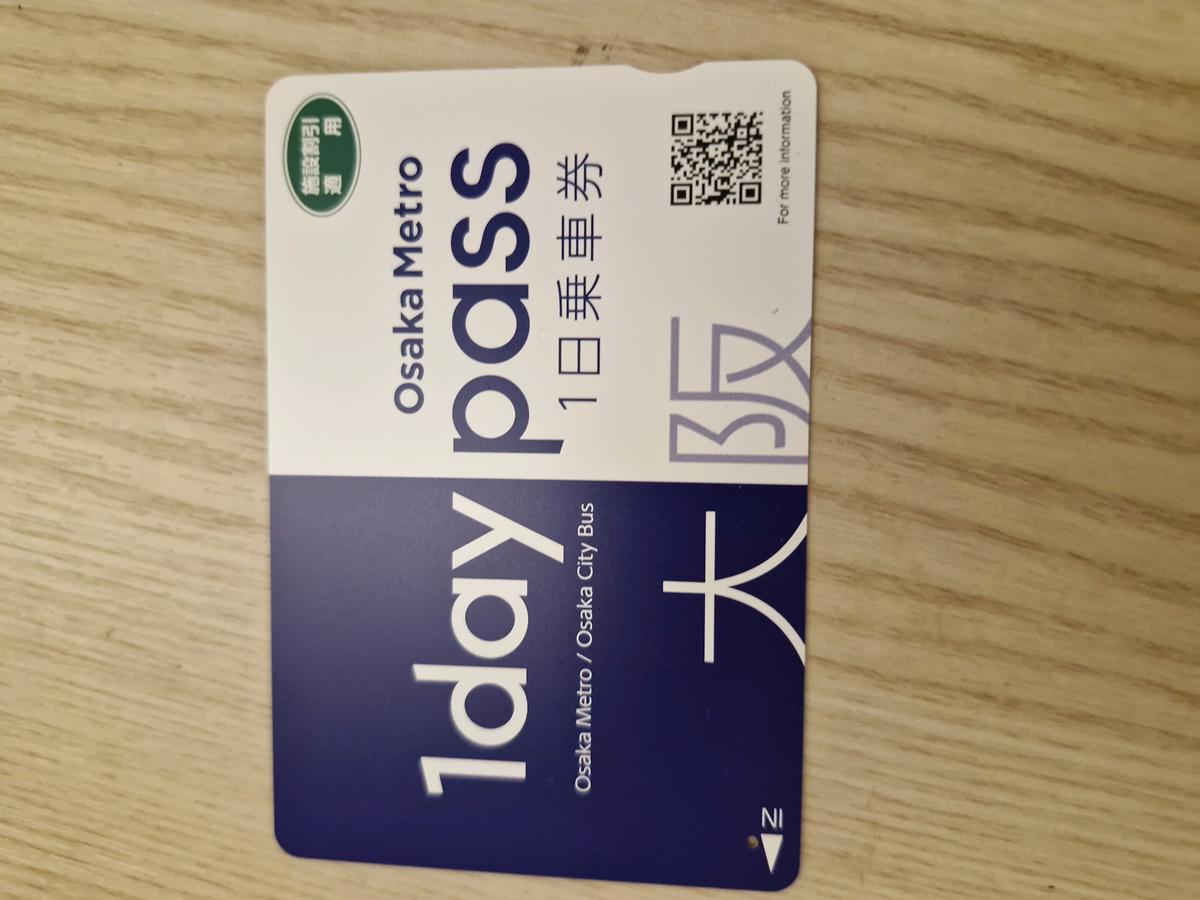 施設割引
適用
Osaka Metro
1day pass
1日乗車券
Osaka Metro / Osaka City Bus
大阪
For more information